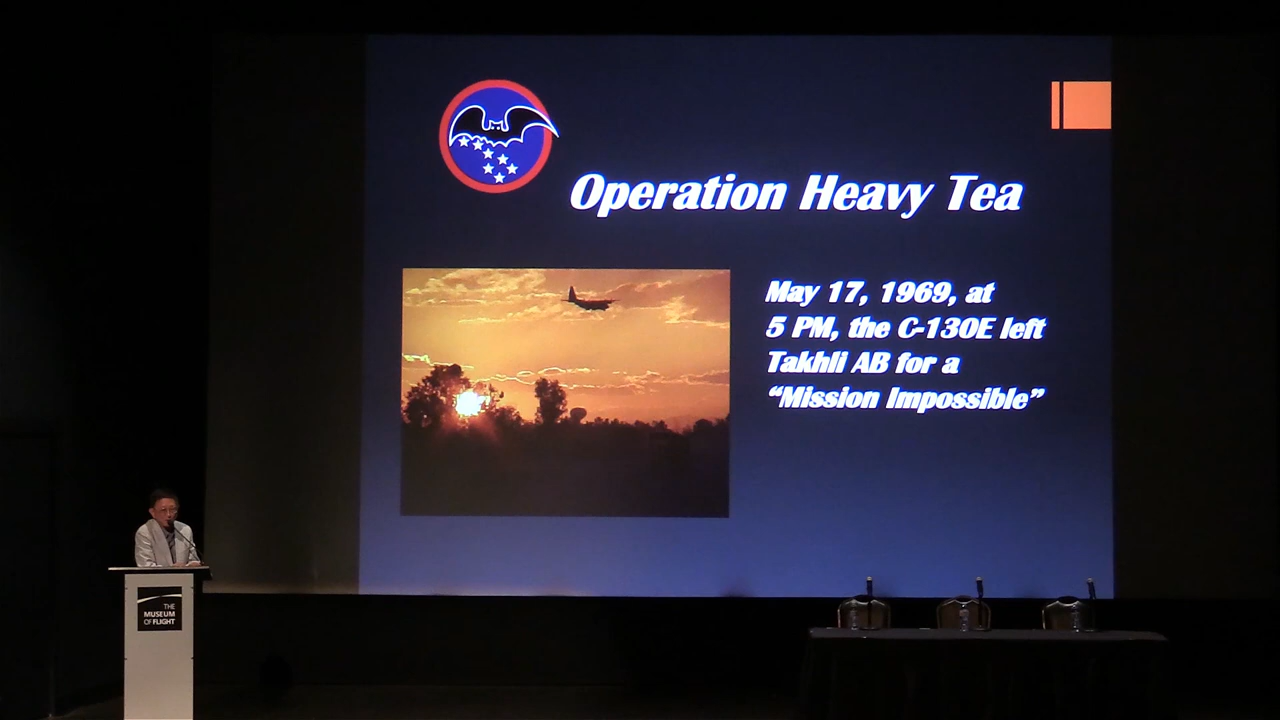 Operation Heavy Tea
May 17, 1969, at
5 PM, the C-130E left
Takhli AB for a
“Mission Impossible”
THE
MUSEUM
OF FLIGHT